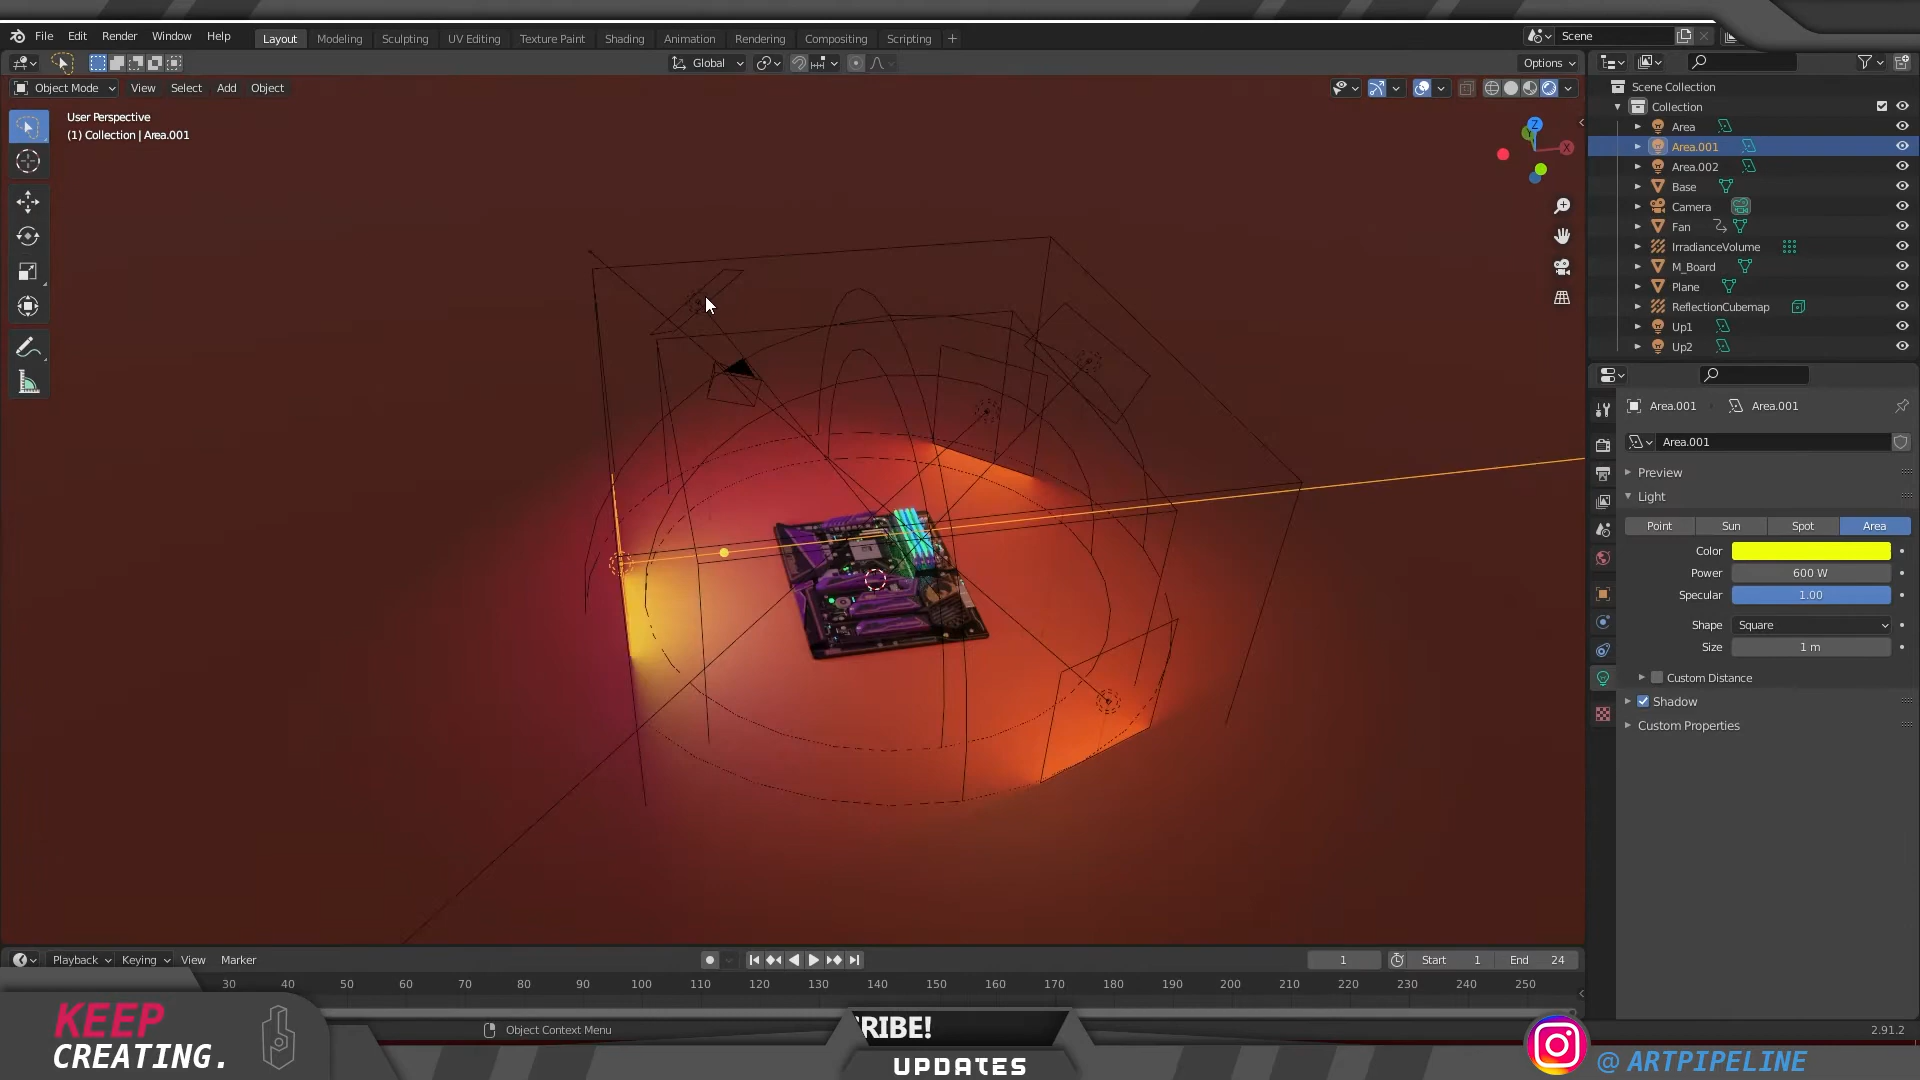 File Edit Render Window Help
Layout Modeling Sculpting UV Editing Texture Paint Shading Animation Rendering Compositing Scripting +
Scene
Global
Options
Object Mode View Select Add Object
User Perspective
(1) Collection | Area.001
Z
Y
X
Scene Collection
Collection
Area
Area.001
Area.002
Base
Camera
Fan
IrradianceVolume
M_Board
Plane
ReflectionCubemap
Up1
Up2
Area.001 Area.001
Area.001
Preview
Light
Point Sun Spot Area
Color
Power 600 W
Specular 1.00
Shape Square
Size 1 m
Custom Distance
Shadow
Custom Properties
Playback Keying View Marker
1 Start 1 End 24
30 40 50 60 70 80 90 100 110 120 130 140 150 160 170 180 190 200 210 220 230 240 250
Object Context Menu
2.91.2
KEEP
CREATING.
RIBE!
UPDATES
@ ARTPIPELINE